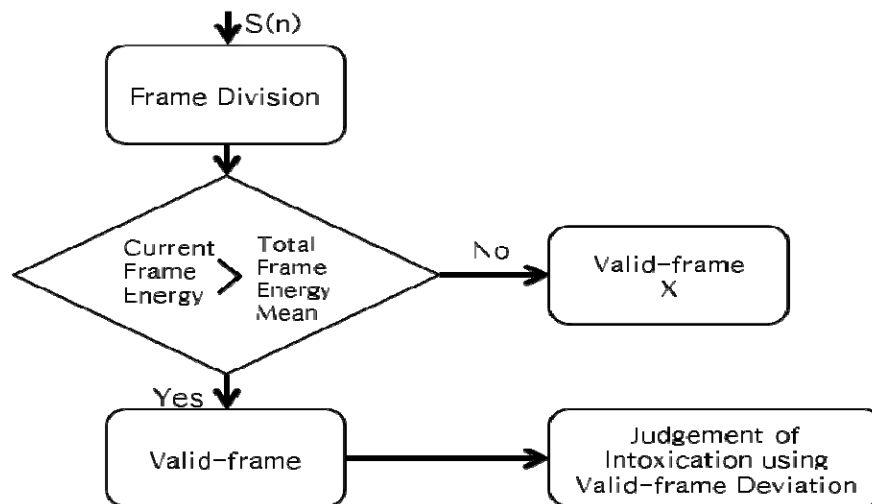 S(n)
Frame Division
Current
Frame
Energy
>
Total
Frame
Energy
Mean
No
Valid-frame
X
Yes
Valid-frame
Judgement of
Intoxication using
Valid-frame Deviation